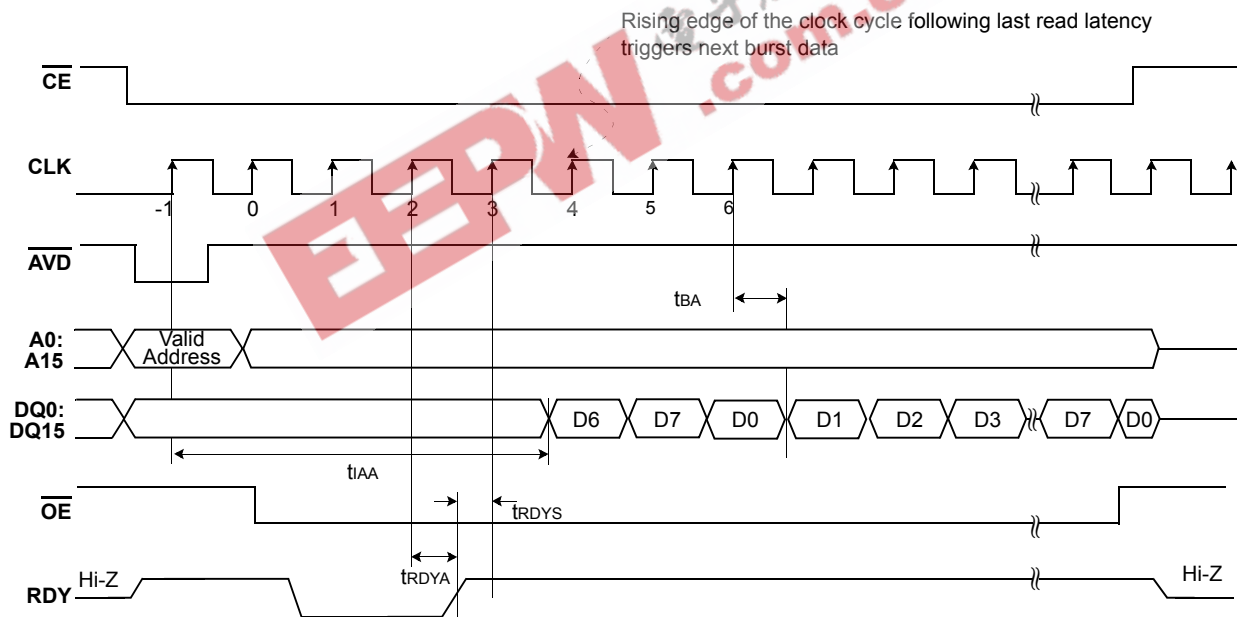 Rising edge of the clock cycle following last read latency
triggers next burst data
CE
CLK
-1 0 1 2 3 4 5 6
AVD
tBA
A0:
A15
Valid
Address
DQ0:
DQ15
D6 D7 D0 D1 D2 D3 D7 D0
tIAA
OE
tRDYS
tRDYA
Hi-Z
RDY
Hi-Z
EEPW
.com.c